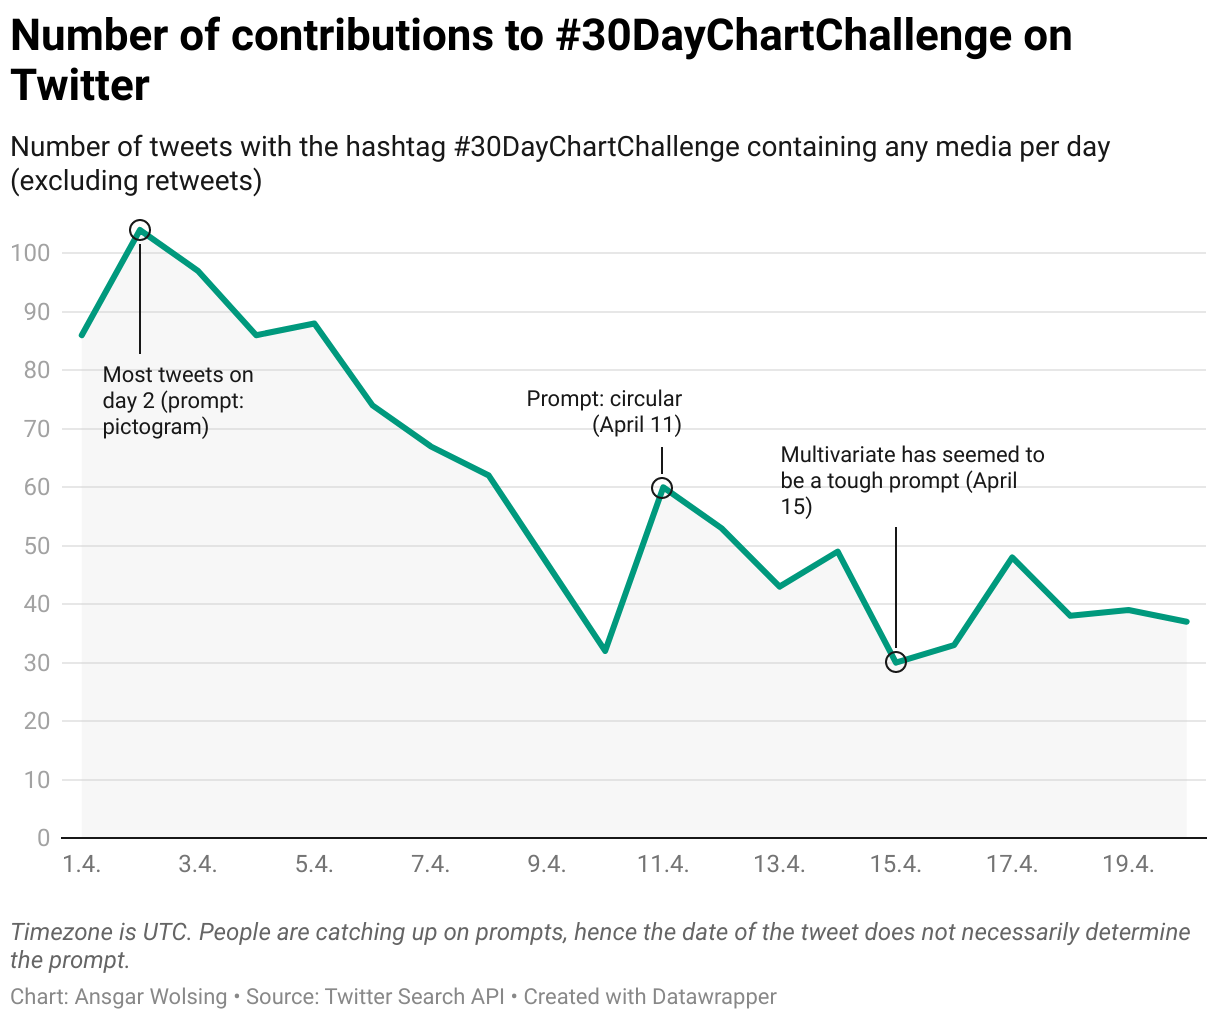 Number of contributions to #30DayChartChallenge on
Twitter
Number of tweets with the hashtag #30DayChartChallenge containing any media per day
(excluding retweets)
100
90
80
70
60
50
40
30
20
10
0
Most tweets on
day 2 (prompt:
pictogram)
Prompt: circular
(April 11)
Multivariate has seemed to
be a tough prompt (April
15)
1.4. 3.4. 5.4. 7.4. 9.4. 11.4. 13.4. 15.4. 17.4. 19.4.
Timezone is UTC. People are catching up on prompts, hence the date of the tweet does not necessarily determine
the prompt.
Chart: Ansgar Wolsing • Source: Twitter Search API • Created with Datawrapper